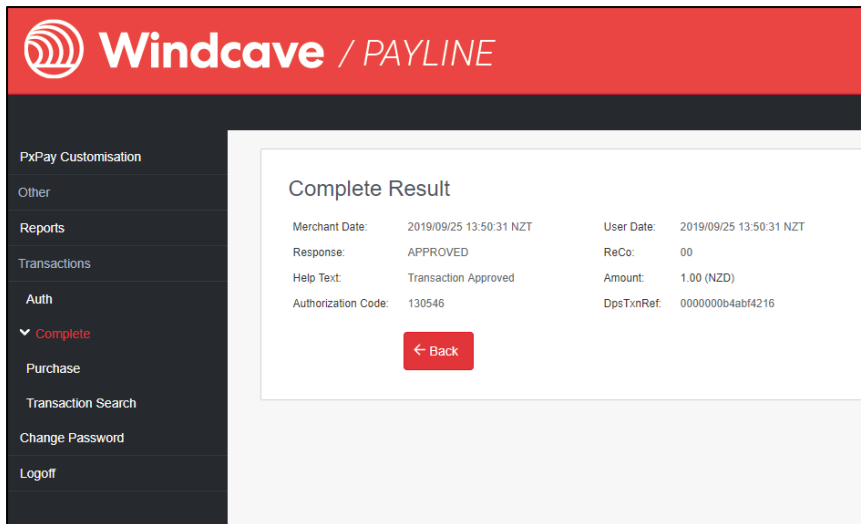 Windcave / PAYLINE
PxPay Customisation
Other
Reports
Transactions
Auth
Complete
Purchase
Transaction Search
Change Password
Logoff
Complete Result
Merchant Date: 2019/09/25 13:50:31 NZT User Date: 2019/09/25 13:50:31 NZT
Response: APPROVED ReCo: 00
Help Text: Transaction Approved Amount: 1.00 (NZD)
Authorization Code: 130546 DpsTxnRef: 0000000b4abf4216
← Back